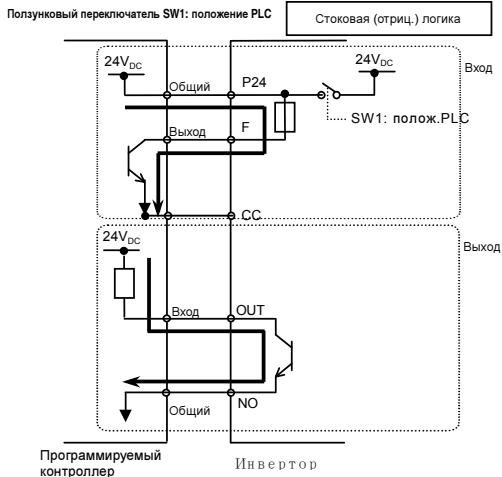 Ползунковый переключатель SW1: положение PLC
Стоковая (отриц.) логика
24VDC
24VDC
Вход
Общий
P24
SW1: полож.PLC
Выход
F
CC
24VDC
Выход
Вход
OUT
Общий
NO
Программируемый
контроллер
Инвертор